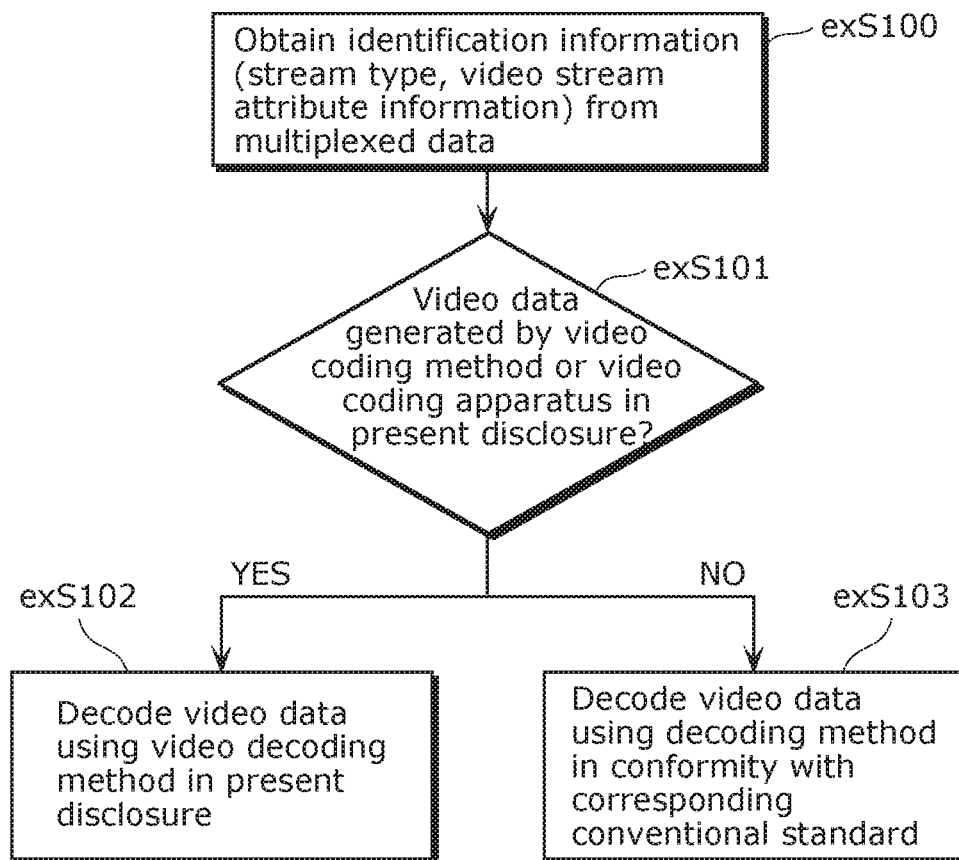 exS100
Obtain identification information
(stream type, video stream
attribute information) from
multiplexed data
exS101
Video data
generated by video
coding method or video
coding apparatus in
present disclosure?
YES
NO
exS102
exS103
Decode video data
using video decoding
method in present
disclosure
Decode video data
using decoding method
in conformity with
corresponding
conventional standard